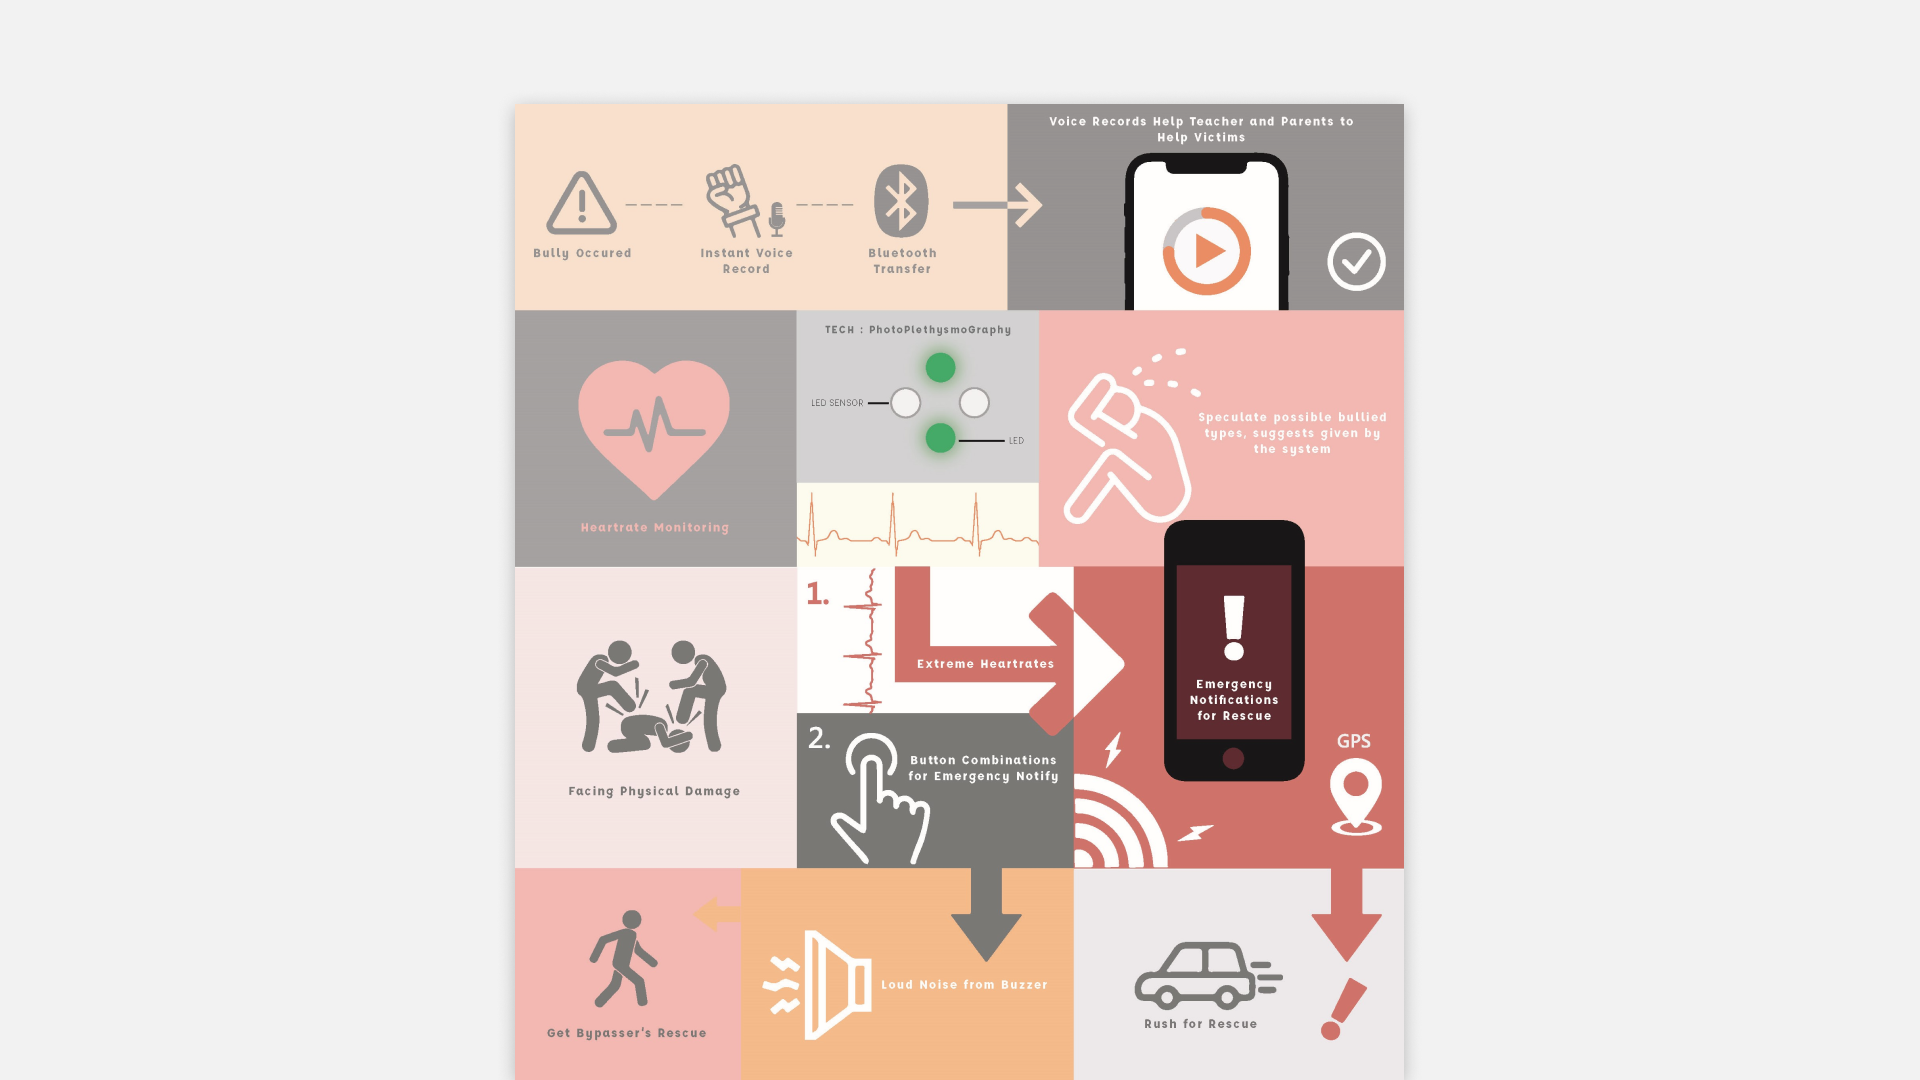 Voice Records Help Teacher and Parents to
Help Victims
Bully Occured
Instant Voice
Record
Bluetooth
Transfer
TECH : PhotoPlethysmoGraphy
LED SENSOR
LED
Heartrate Monitoring
Speculate possible bullied
types, suggests given by
the system
1.
Extreme Heartrates
Emergency
Notifications
for Rescue
2.
Button Combinations
for Emergency Notify
GPS
Facing Physical Damage
Loud Noise from Buzzer
Get Bypasser's Rescue
Rush for Rescue